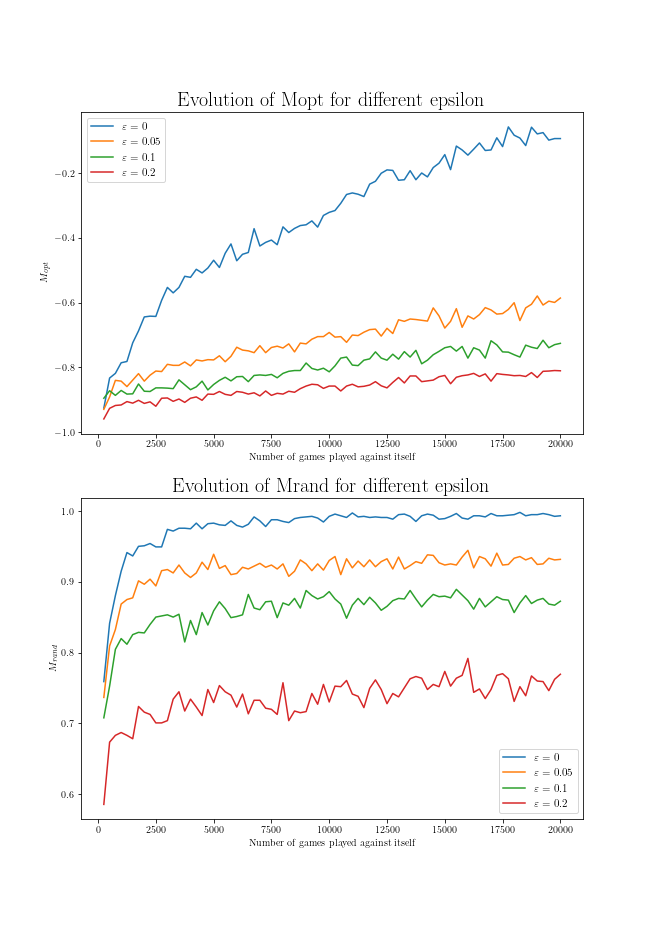 Evolution of Mopt for different epsilon
ε = 0
ε = 0.05
ε = 0.1
ε = 0.2
−0.2
−0.4
−0.6
−0.8
−1.0
M_opt
0 2500 5000 7500 10000 12500 15000 17500 20000
Number of games played against itself
Evolution of Mrand for different epsilon
1.0
0.9
0.8
0.7
0.6
M_rand
ε = 0
ε = 0.05
ε = 0.1
ε = 0.2
0 2500 5000 7500 10000 12500 15000 17500 20000
Number of games played against itself